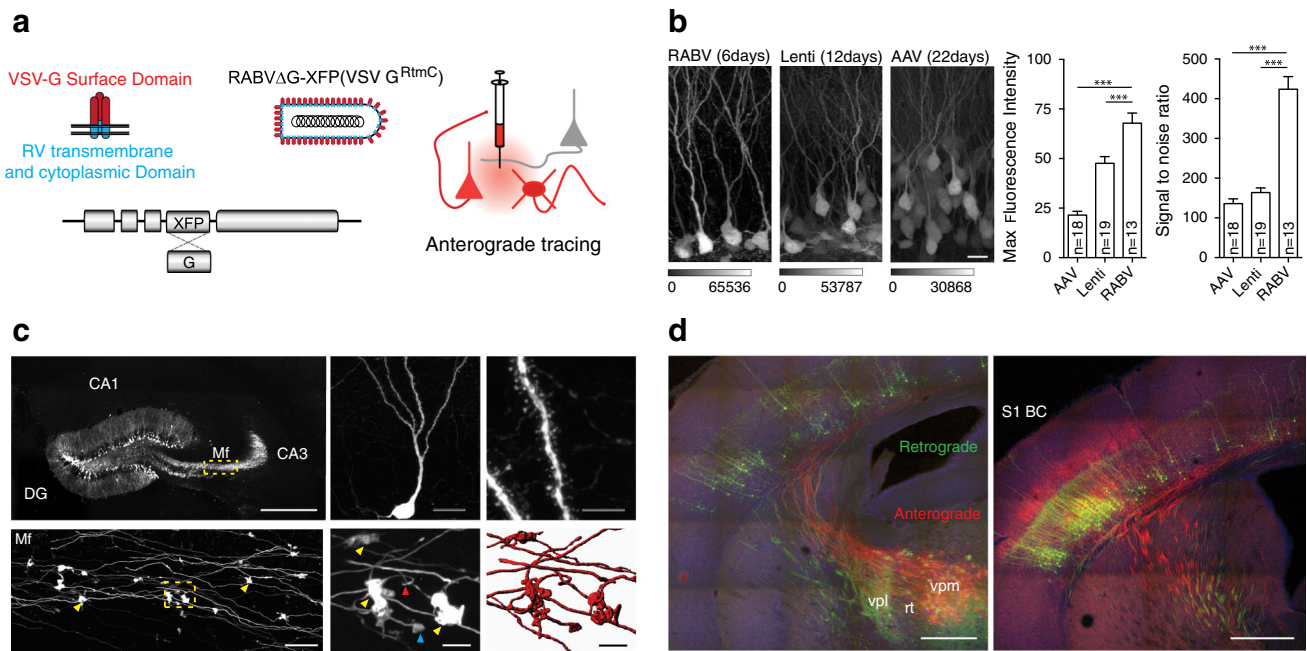 a
VSV-G Surface Domain
RV transmembrane
and cytoplasmic Domain
RABVΔG-XFP(VSV G^RtmC)
XFP
G
Anterograde tracing
b
RABV (6days)
Lenti (12days)
AAV (22days)
0 65536
0 53787
0 30868
Max Fluorescence Intensity
100
75
50
25
0
***
***
n=18
n=19
n=13
AAV
Lenti
RABV
Signal to noise ratio
500
400
300
200
100
0
***
***
n=18
n=19
n=13
AAV
Lenti
RABV
c
CA1
Mf
CA3
DG
Mf
d
Retrograde
Anterograde
vpm
vpl
rt
S1 BC